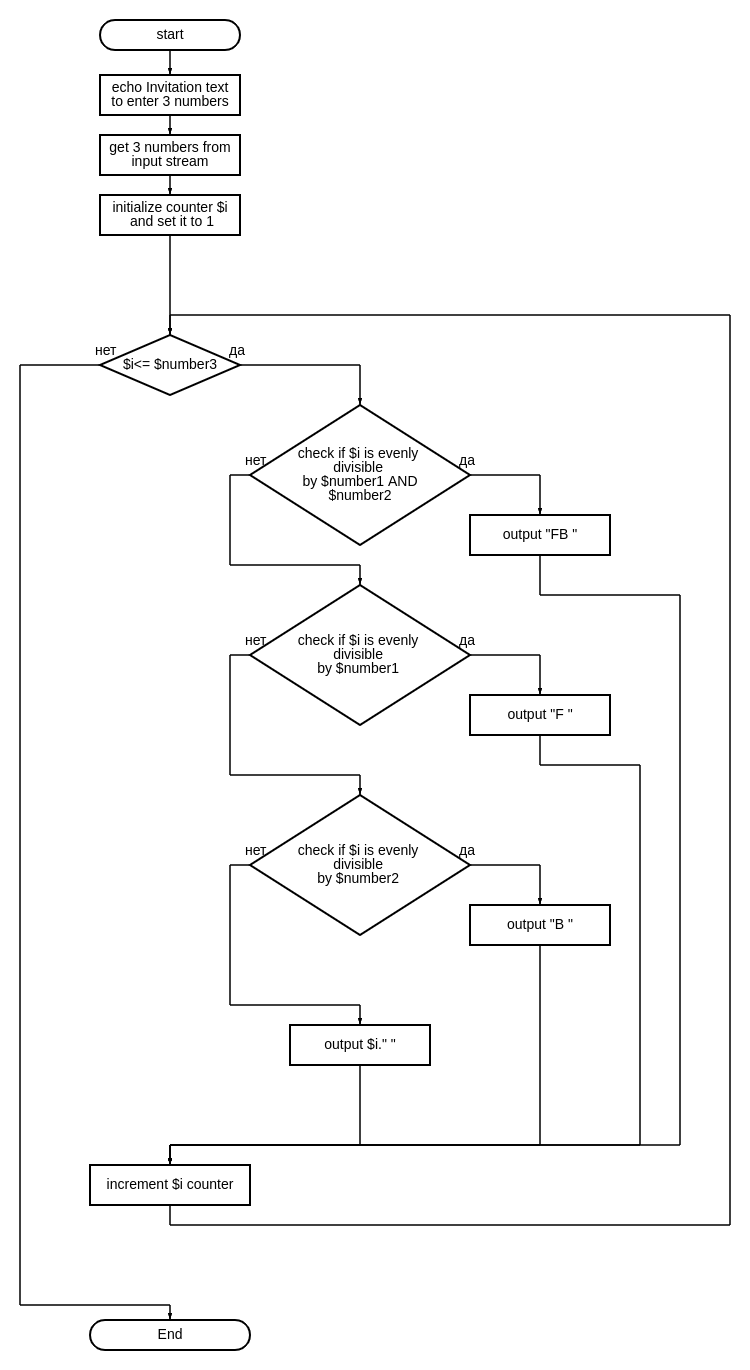 start
echo Invitation text
to enter 3 numbers
get 3 numbers from
input stream
initialize counter $i
and set it to 1
нет
да
$i<= $number3
check if $i is evenly
divisible
by $number1 AND
$number2
нет
да
output "FB "
check if $i is evenly
divisible
by $number1
нет
да
output "F "
check if $i is evenly
divisible
by $number2
нет
да
output "B "
output $i." "
increment $i counter
End